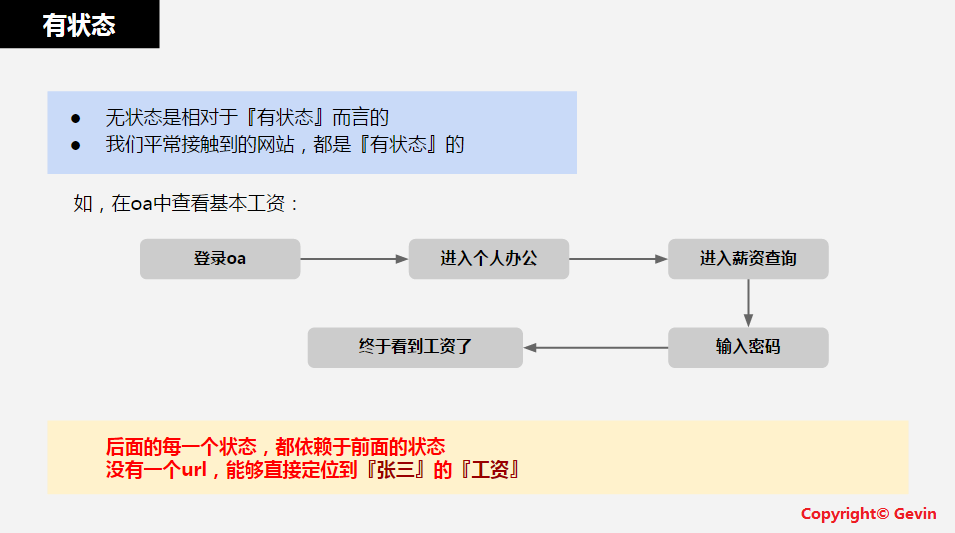 有状态
● 无状态是相对于『有状态』而言的
● 我们平常接触到的网站，都是『有状态』的
如，在oa中查看基本工资：
登录oa
进入个人办公
进入薪资查询
输入密码
终于看到工资了
后面的每一个状态，都依赖于前面的状态
没有一个url，能够直接定位到『张三』的『工资』
Copyright© Gevin